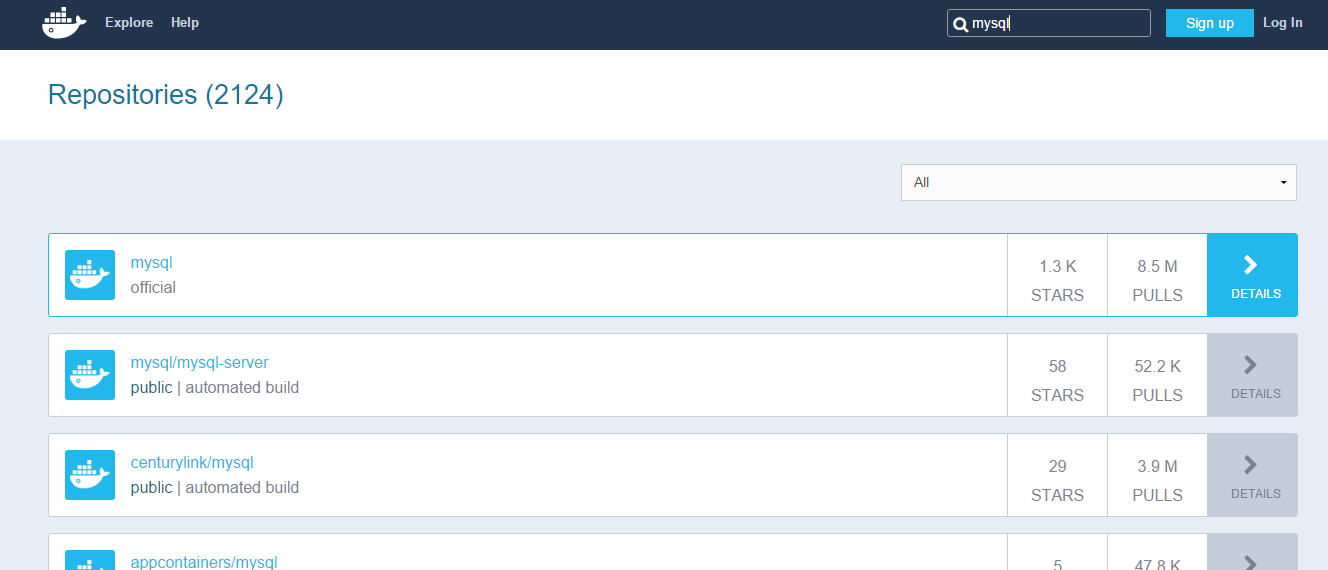 Explore Help mysql Sign up Log In
Repositories (2124)
All
mysql
official
1.3 K
STARS
8.5 M
PULLS
DETAILS
mysql/mysql-server
public | automated build
58
STARS
52.2 K
PULLS
DETAILS
centurylink/mysql
public | automated build
29
STARS
3.9 M
PULLS
DETAILS
appcontainers/mysql
5
47.8 K